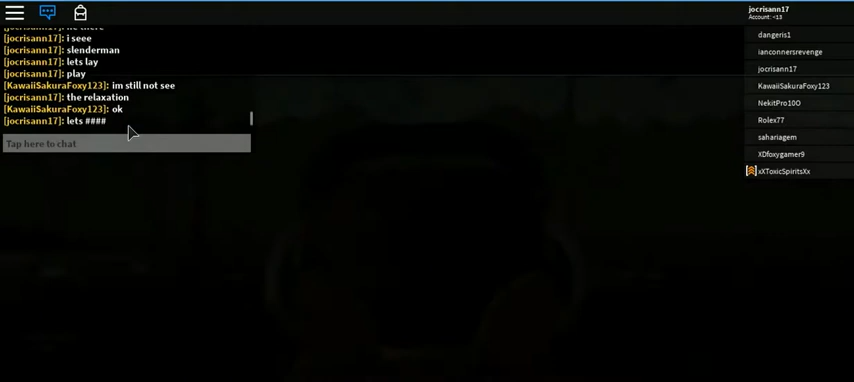 jocrisann17
Account: <13
[jocrisann17]: i seee
[jocrisann17]: slenderman
[jocrisann17]: lets lay
[jocrisann17]: play
[KawaiiSakuraFoxy123]: im still not see
[jocrisann17]: the relaxation
[KawaiiSakuraFoxy123]: ok
[jocrisann17]: lets ####
Tap here to chat
dangeris1
ianconnersrevenge
jocrisann17
KawaiiSakuraFoxy123
NekitPro10O
Rolex77
sahariagem
XDfoxygamer9
xXToxicSpiritsXx